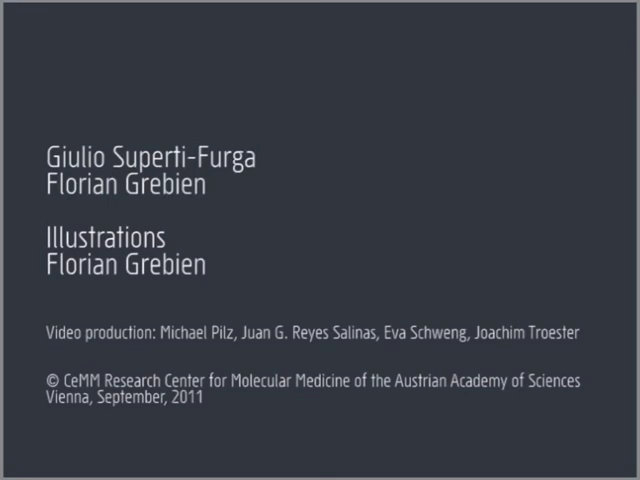 Giulio Superti-Furga
Florian Grebien
Illustrations
Florian Grebien
Video production: Michael Pilz, Juan G. Reyes Salinas, Eva Schweng, Joachim Troester
© CeMM Research Center for Molecular Medicine of the Austrian Academy of Sciences
Vienna, September, 2011